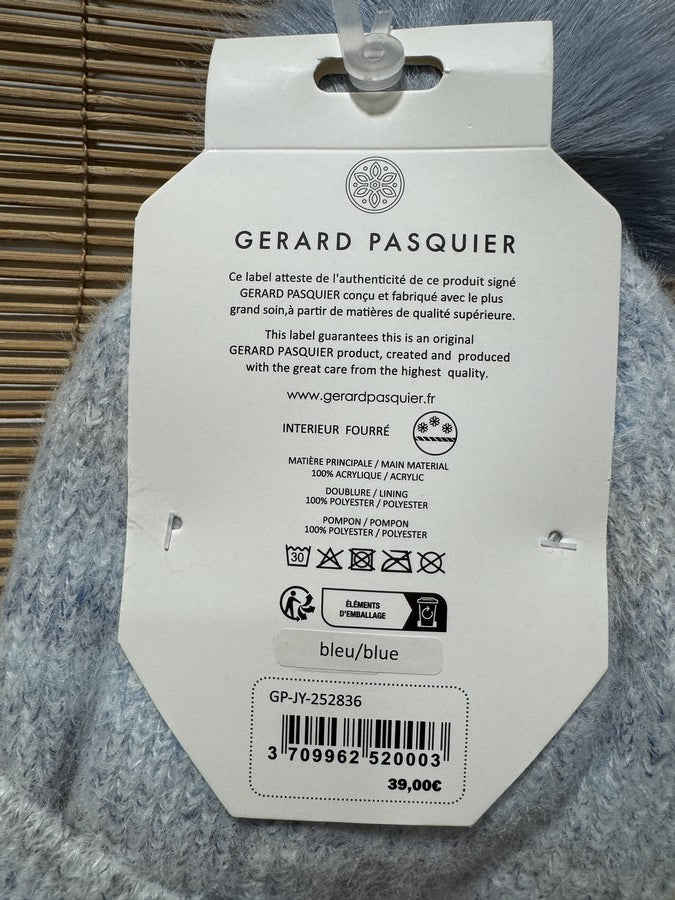 GERARD PASQUIER
Ce label atteste de l'authenticité de ce produit signé
GERARD PASQUIER conçu et fabriqué avec le plus
grand soin,à partir de matières de qualité supérieure.
This label guarantees this is an original
GERARD PASQUIER product, created and produced
with the great care from the highest quality.
www.gerardpasquier.fr
INTERIEUR FOURRÉ
MATIÈRE PRINCIPALE / MAIN MATERIAL
100% ACRYLIQUE / ACRYLIC
DOUBLURE / LINING
100% POLYESTER / POLYESTER
POMPON / POMPON
100% POLYESTER / POLYESTER
30
ÉLÉMENTS
D'EMBALLAGE
bleu/blue
GP-JY-252836
3 709962 520003
39,00€